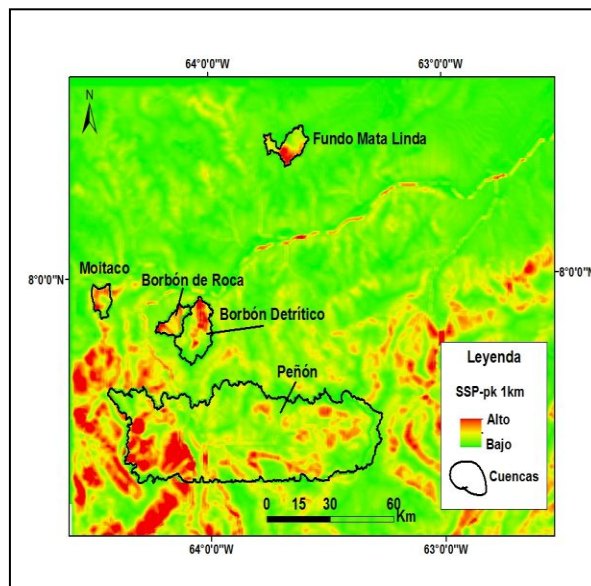 64°0'0"W 63°0'0"W
N
Fundo Mata Linda
8°0'0"N 8°0'0"N
Moitaco
Borbón de Roca
Borbón Detrítico
Peñón
Leyenda
SSP-pk 1km
Alto
Bajo
Cuencas
0 15 30 60
Km
64°0'0"W 63°0'0"W